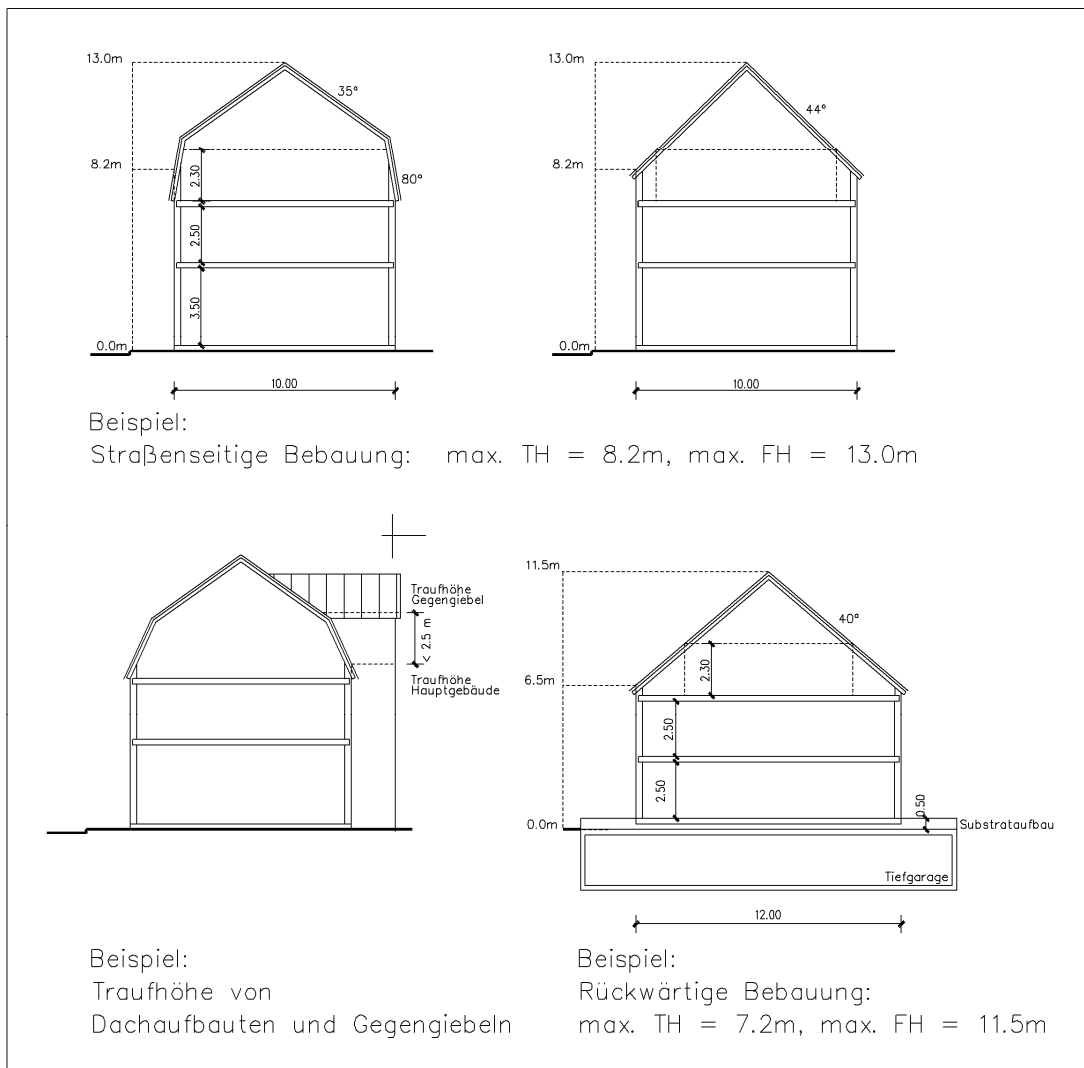 13.0m
35°
8.2m
2.30
80°
2.50
3.50
0.0m
10.00
13.0m
44°
8.2m
0.0m
10.00
Beispiel:
Straßenseitige Bebauung: max. TH = 8.2m, max. FH = 13.0m
Traufhöhe
Gegengiebel
< 2.5 m
Traufhöhe
Hauptgebäude
Beispiel:
Traufhöhe von
Dachaufbauten und Gegengiebeln
11.5m
40°
2.30
6.5m
2.50
2.50
0.50
0.0m
Substrataufbau
Tiefgarage
12.00
Beispiel:
Rückwärtige Bebauung:
max. TH = 7.2m, max. FH = 11.5m